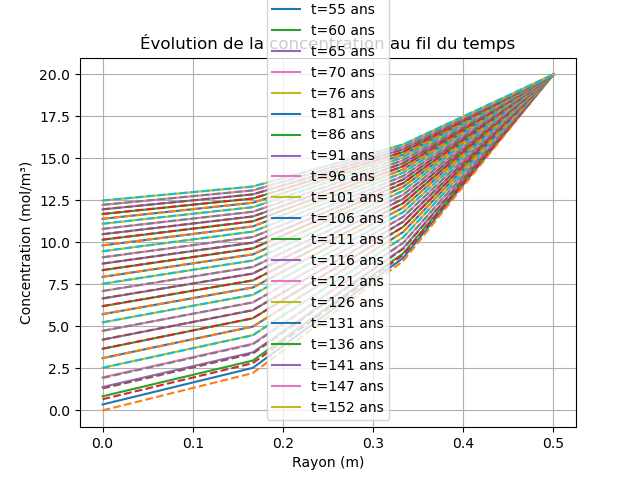 t=55 ans
t=60 ans
Évolution de la concentration au fil du temps
t=65 ans
t=70 ans
t=76 ans
t=81 ans
t=86 ans
t=91 ans
t=96 ans
t=101 ans
t=106 ans
t=111 ans
t=116 ans
t=121 ans
t=126 ans
t=131 ans
t=136 ans
t=141 ans
t=147 ans
t=152 ans
Concentration (mol/m³)
20.0
17.5
15.0
12.5
10.0
7.5
5.0
2.5
0.0
0.0 0.1 0.2 0.3 0.4 0.5
Rayon (m)